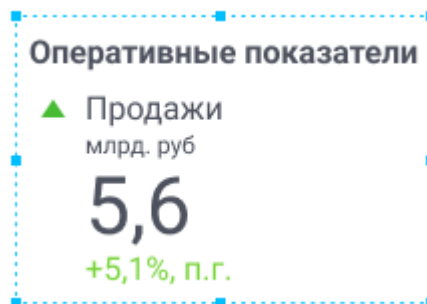 Оперативные показатели
Продажи
млрд. руб
5,6
+5,1%, п.г.